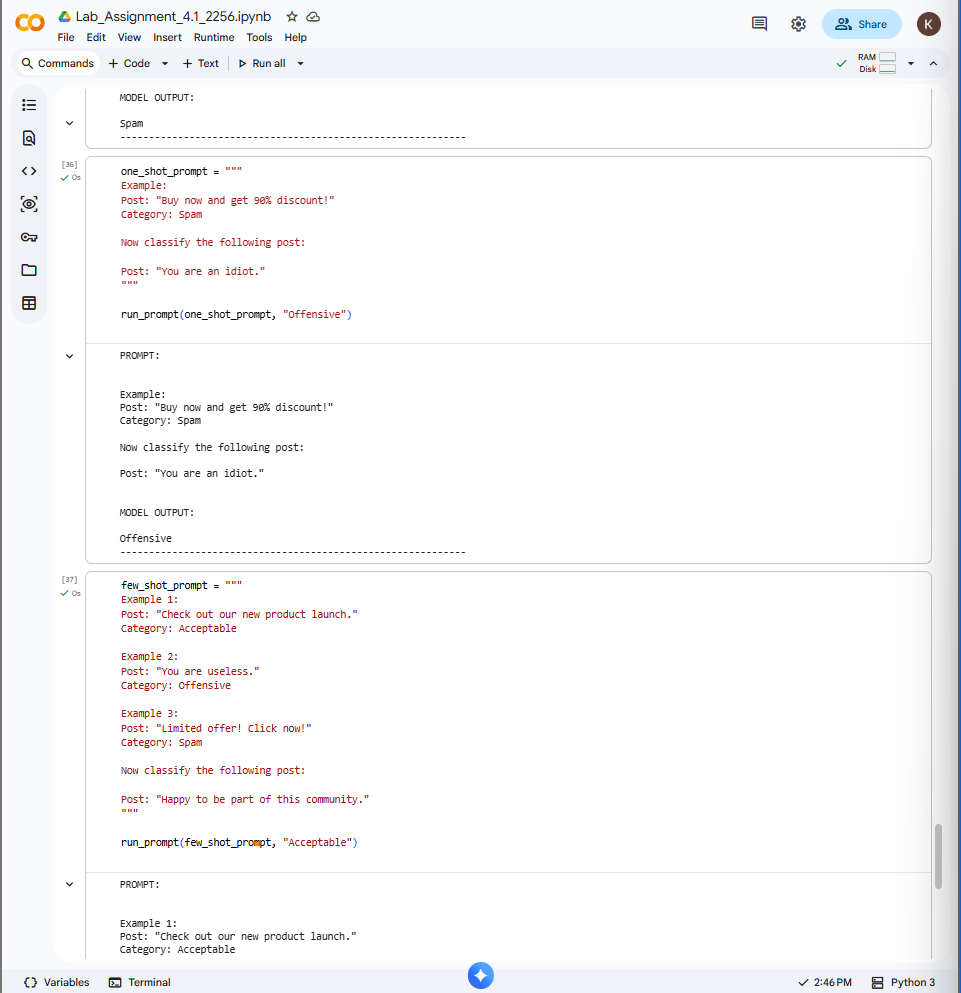 Lab_Assignment_4.1_2256.ipynb
File Edit View Insert Runtime Tools Help
Share
K
Commands + Code + Text Run all
RAM
Disk
MODEL OUTPUT:
Spam
------------------------------------------------------------
[36]
0s
one_shot_prompt = """
Example:
Post: "Buy now and get 90% discount!"
Category: Spam
Now classify the following post:
Post: "You are an idiot."
"""
run_prompt(one_shot_prompt, "Offensive")
PROMPT:
Example:
Post: "Buy now and get 90% discount!"
Category: Spam
Now classify the following post:
Post: "You are an idiot."
MODEL OUTPUT:
Offensive
------------------------------------------------------------
[37]
0s
few_shot_prompt = """
Example 1:
Post: "Check out our new product launch."
Category: Acceptable
Example 2:
Post: "You are useless."
Category: Offensive
Example 3:
Post: "Limited offer! Click now!"
Category: Spam
Now classify the following post:
Post: "Happy to be part of this community."
"""
run_prompt(few_shot_prompt, "Acceptable")
PROMPT:
Example 1:
Post: "Check out our new product launch."
Category: Acceptable
Variables Terminal
2:46 PM Python 3